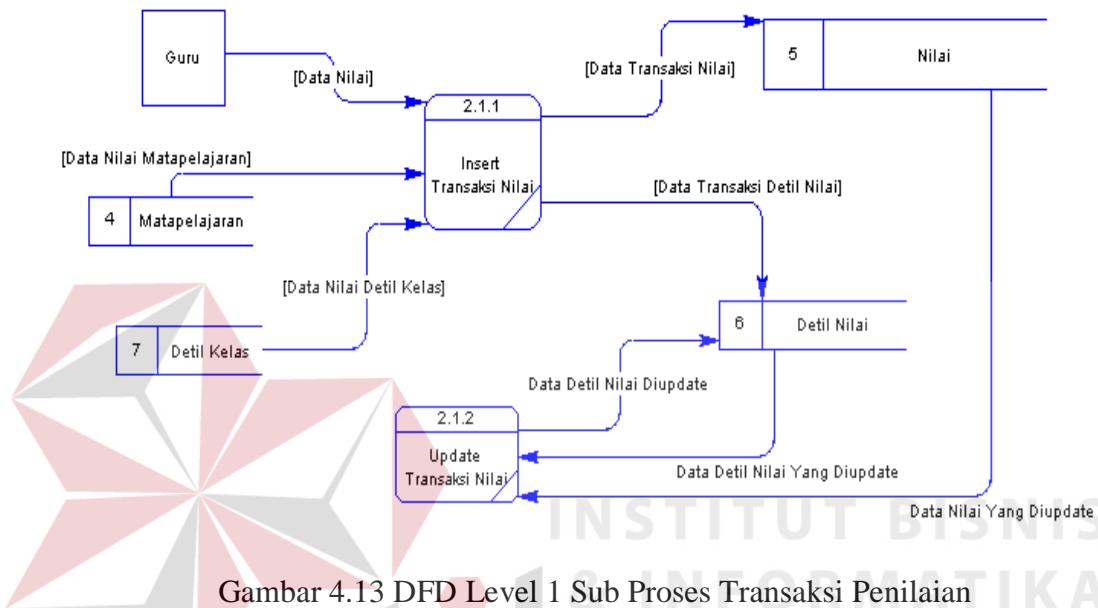 Guru
[Data Nilai]
[Data Transaksi Nilai]
5
Nilai
2.1.1
Insert
Transaksi Nilai
[Data Nilai Matapelajaran]
4
Matapelajaran
[Data Transaksi Detil Nilai]
[Data Nilai Detil Kelas]
7
Detil Kelas
6
Detil Nilai
Data Detil Nilai Diupdate
2.1.2
Update
Transaksi Nilai
Data Detil Nilai Yang Diupdate
Data Nilai Yang Diupdate
INSTITUT BISNIS
& INFORMATIKA
Gambar 4.13 DFD Level 1 Sub Proses Transaksi Penilaian